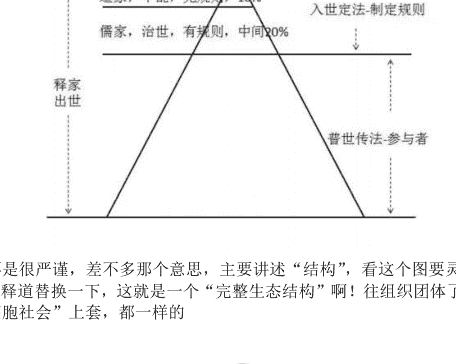 入世定法-制定规则
儒家，治世，有规则，中间20%
释家
出世
普世传法-参与者
是很严谨，差不多那个意思，主要讲述“结构”，看这个图要灵
释道替换一下，这就是一个“完整生态结构”啊！往组织团体了
胞社会”上套，都一样的